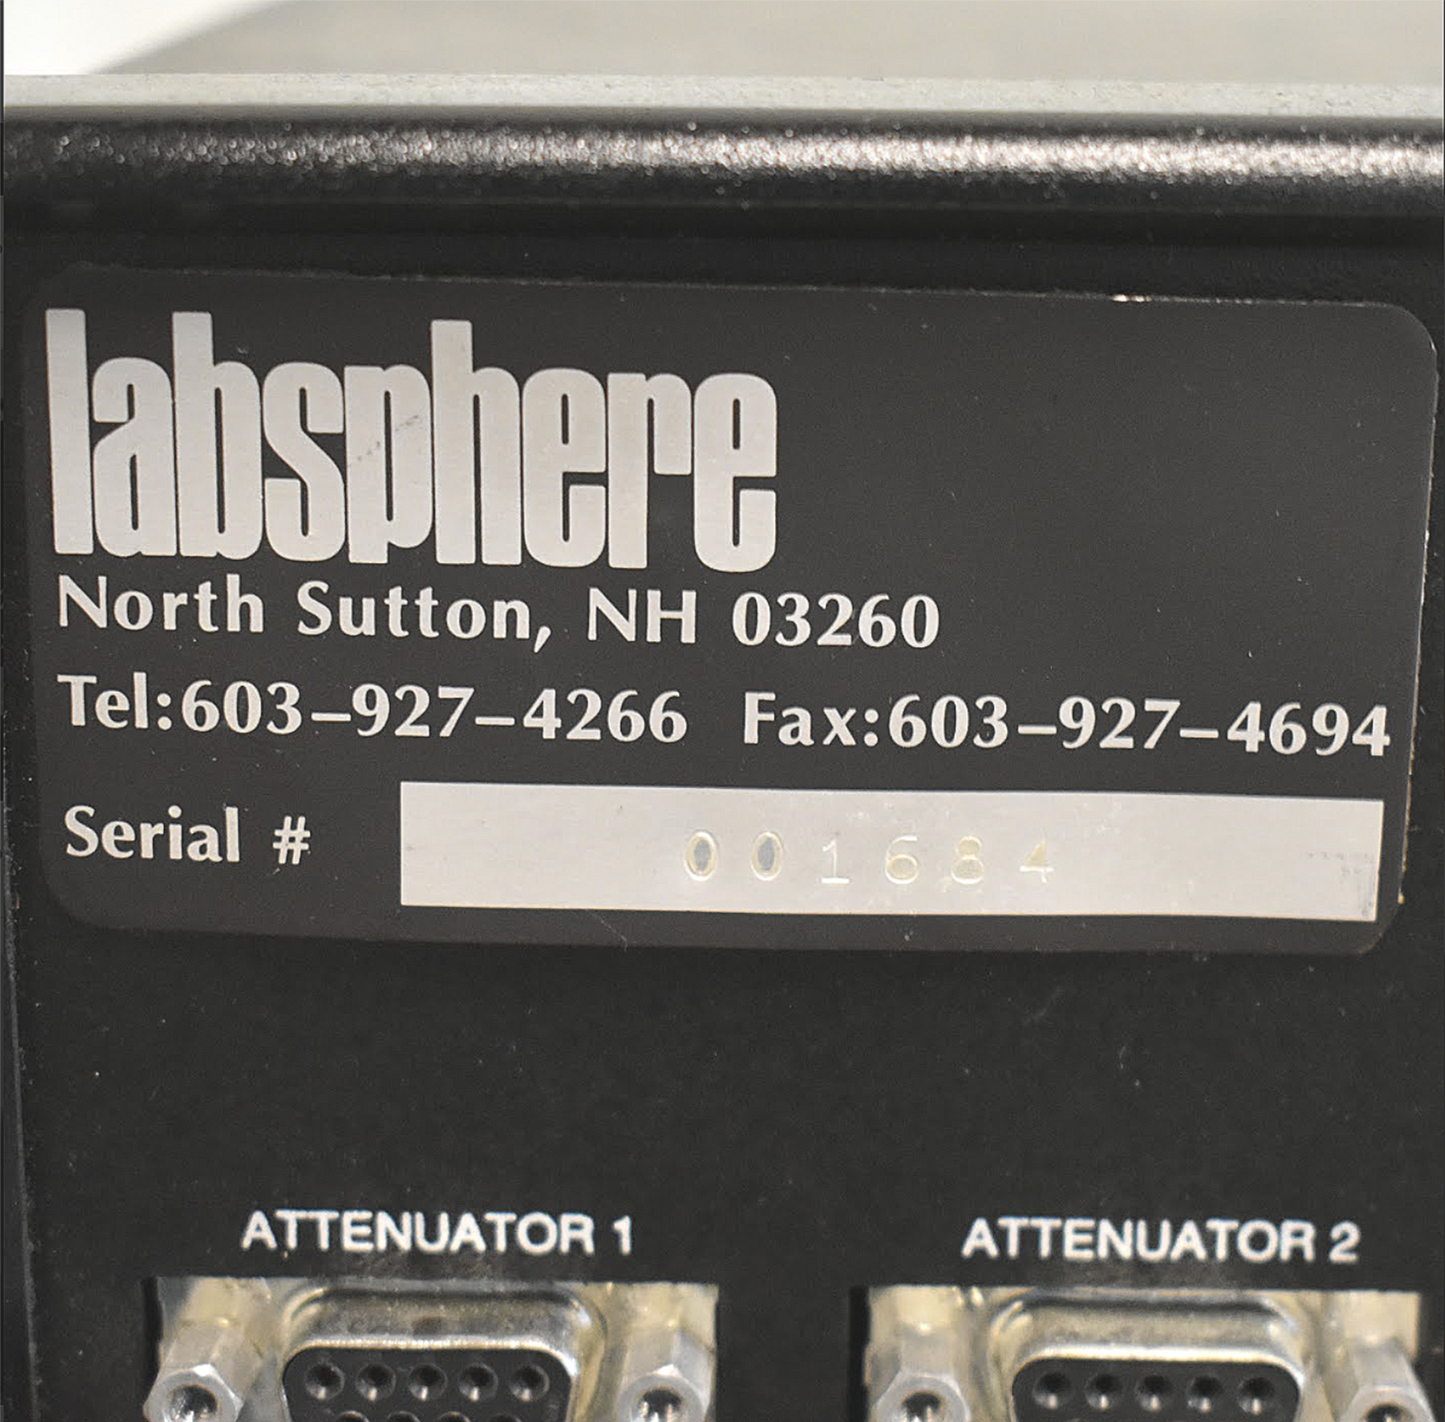 labsphere
North Sutton, NH 03260
Tel:603–927–4266 Fax:603–927–4694
Serial # 001684
ATTENUATOR 1 ATTENUATOR 2